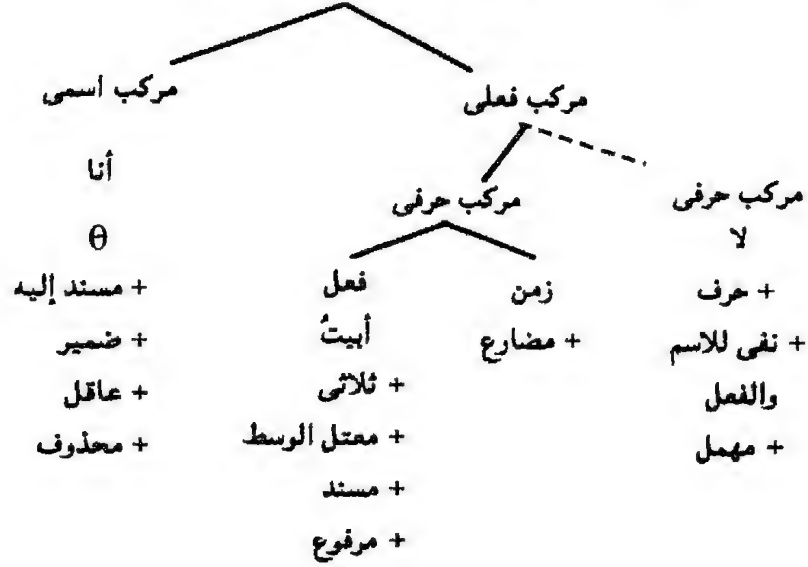 مركب اسمى
مركب فعلى
أنا
θ
+ مسند إليه
+ ضمير
+ عاقل
+ محذوف
مركب حرفى
مركب حرفى
لا
+ حرف
+ نفى للاسم
والفعل
+ مهمل
زمن
+ مضارع
فعل
أبيتُ
+ ثلاثى
+ معتل الوسط
+ مسند
+ مرفوع